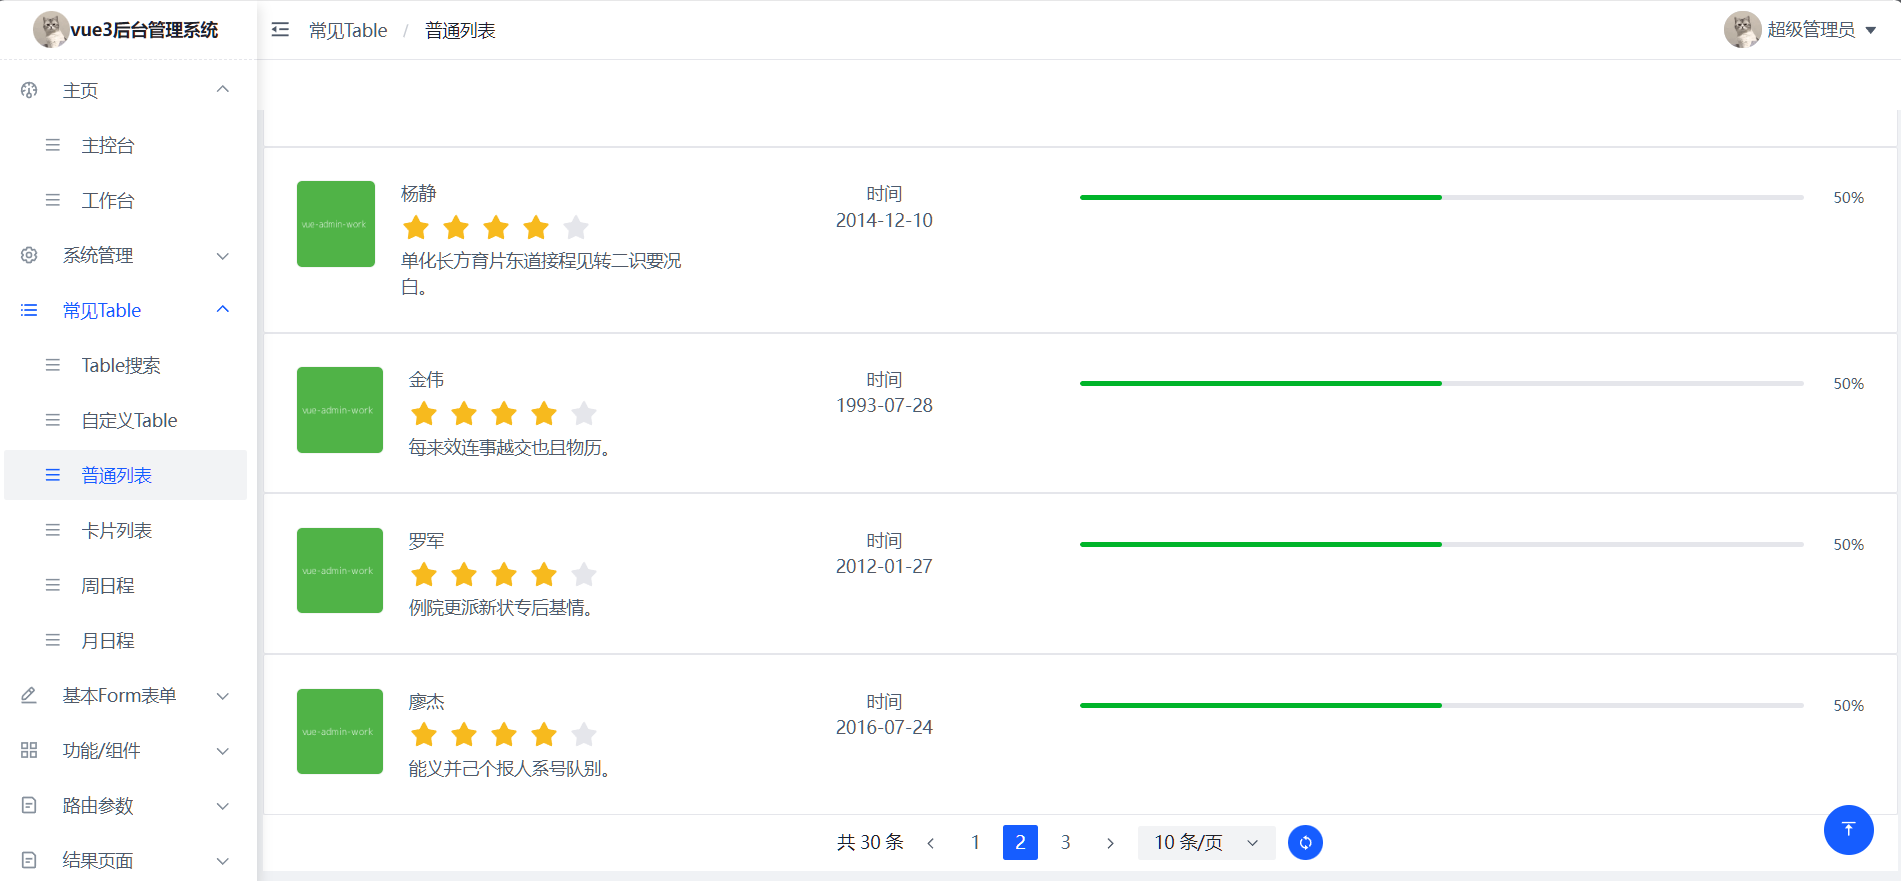 vue3后台管理系统
常见Table / 普通列表
超级管理员
主页
主控台
工作台
系统管理
常见Table
Table搜索
自定义Table
普通列表
卡片列表
周日程
月日程
基本Form表单
功能/组件
路由参数
结果页面
vue-admin-work
杨静
单化长方育片东道接程见转二识要况
白。
时间
2014-12-10
50%
vue-admin-work
金伟
每来效连事越交也且物历。
时间
1993-07-28
50%
vue-admin-work
罗军
例院更派新状专后基情。
时间
2012-01-27
50%
vue-admin-work
廖杰
能义并己个报人系号队别。
时间
2016-07-24
50%
共 30 条 1 2 3 10 条/页